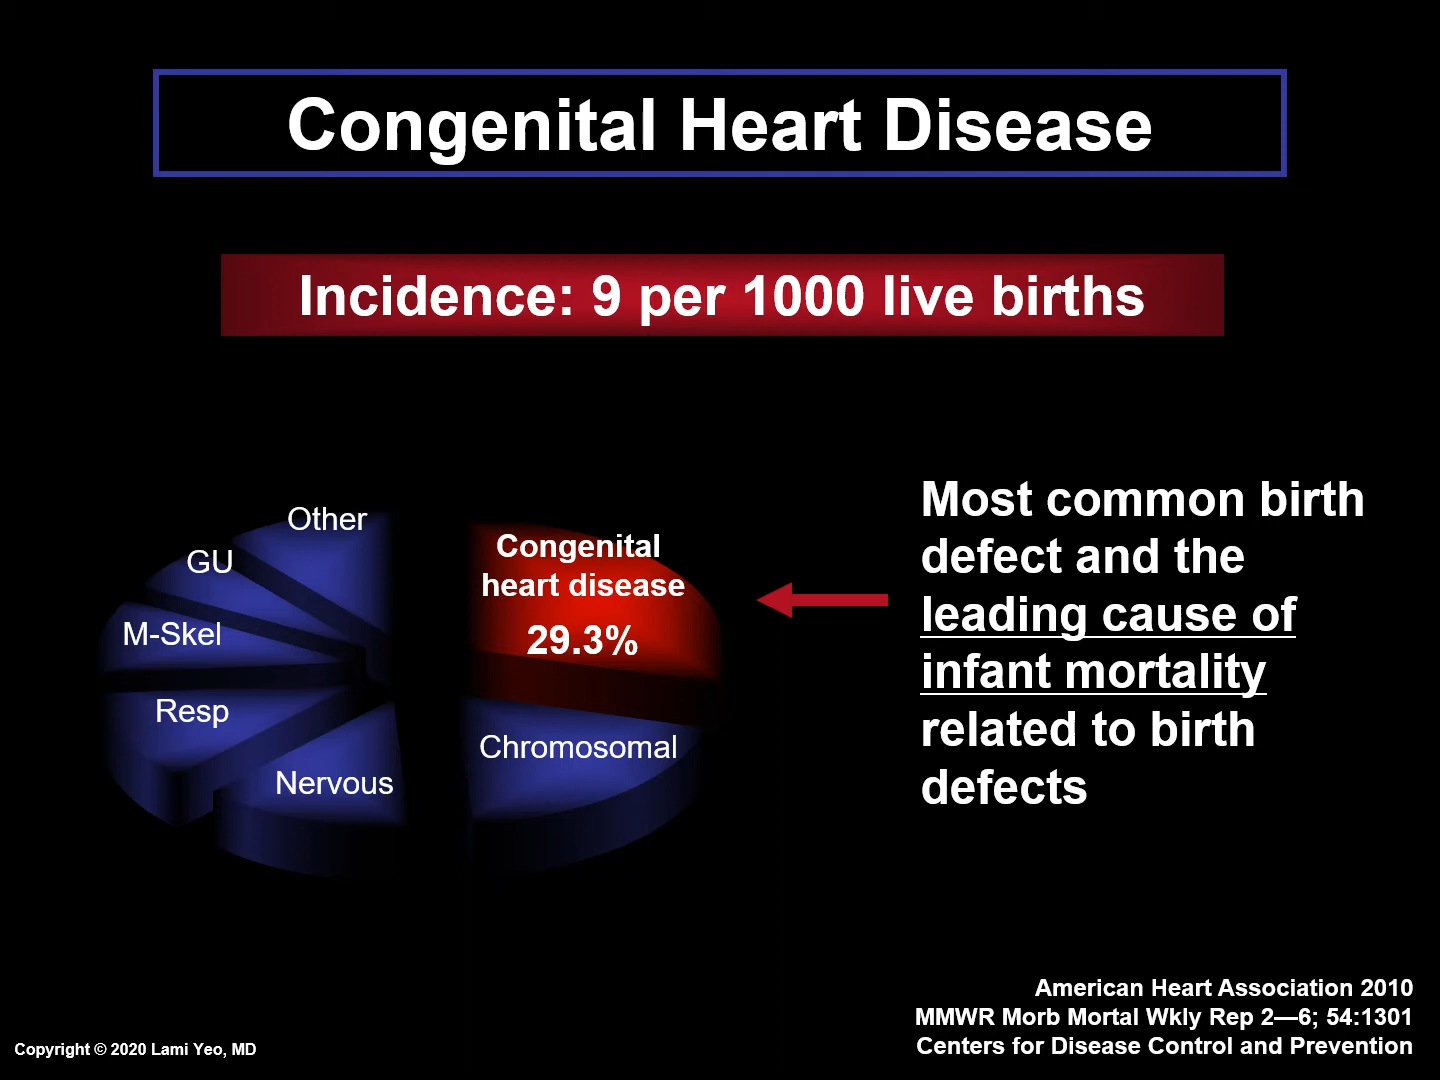 Congenital Heart Disease
Incidence: 9 per 1000 live births
Other
GU
M-Skel
Resp
Nervous
Congenital
heart disease
29.3%
Chromosomal
Most common birth
defect and the
leading cause of
infant mortality
related to birth
defects
American Heart Association 2010
MMWR Morb Mortal Wkly Rep 2—6; 54:1301
Centers for Disease Control and Prevention
Copyright © 2020 Lami Yeo, MD